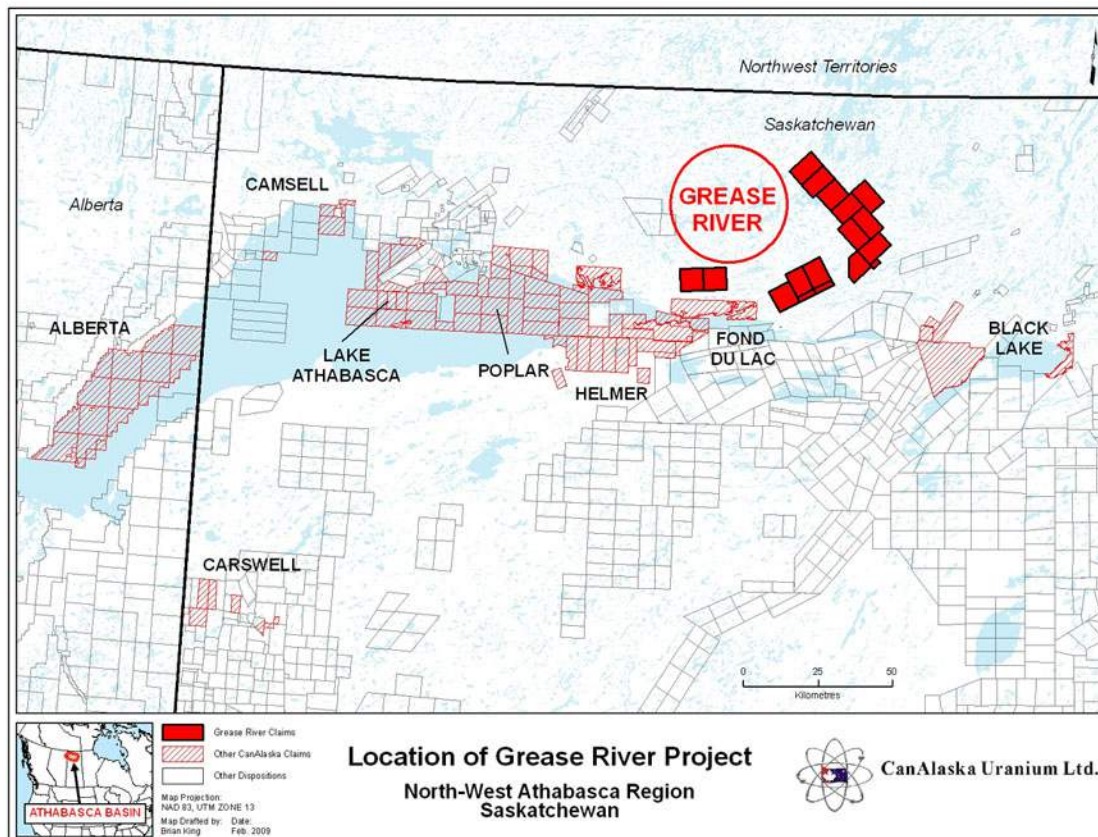 Northwest Territories
Saskatchewan
CAMSELL
Alberta
GREASE
RIVER
ALBERTA
LAKE
ATHABASCA
POPLAR
HELMER
FOND
DU LAC
BLACK
LAKE
CARSWELL
0 25 50
Kilometres
ATHABASCA BASIN
Grease River Claims
Other CanAlaska Claims
Other Dispositions
Map Projection:
NAD 83, UTM ZONE 13
Map Drafted by: Date:
Brian King Feb. 2009
Location of Grease River Project
North-West Athabasca Region
Saskatchewan
CanAlaska Uranium Ltd.